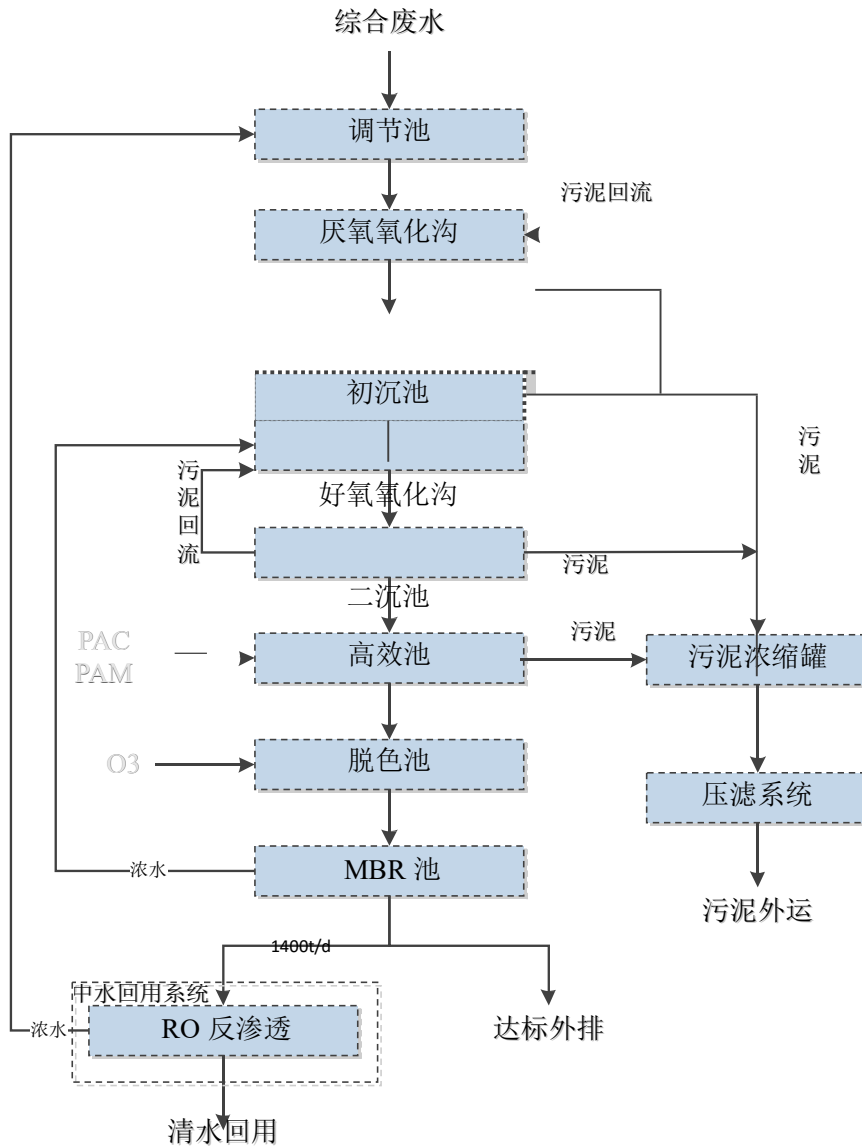 综合废水
调节池
污泥回流
厌氧氧化沟
初沉池
污泥
污泥回流
好氧氧化沟
污泥
二沉池
污泥
PAC
PAM
高效池
污泥浓缩罐
O3
脱色池
压滤系统
浓水
MBR 池
污泥外运
1400t/d
中水回用系统
浓水
RO 反渗透
达标外排
清水回用